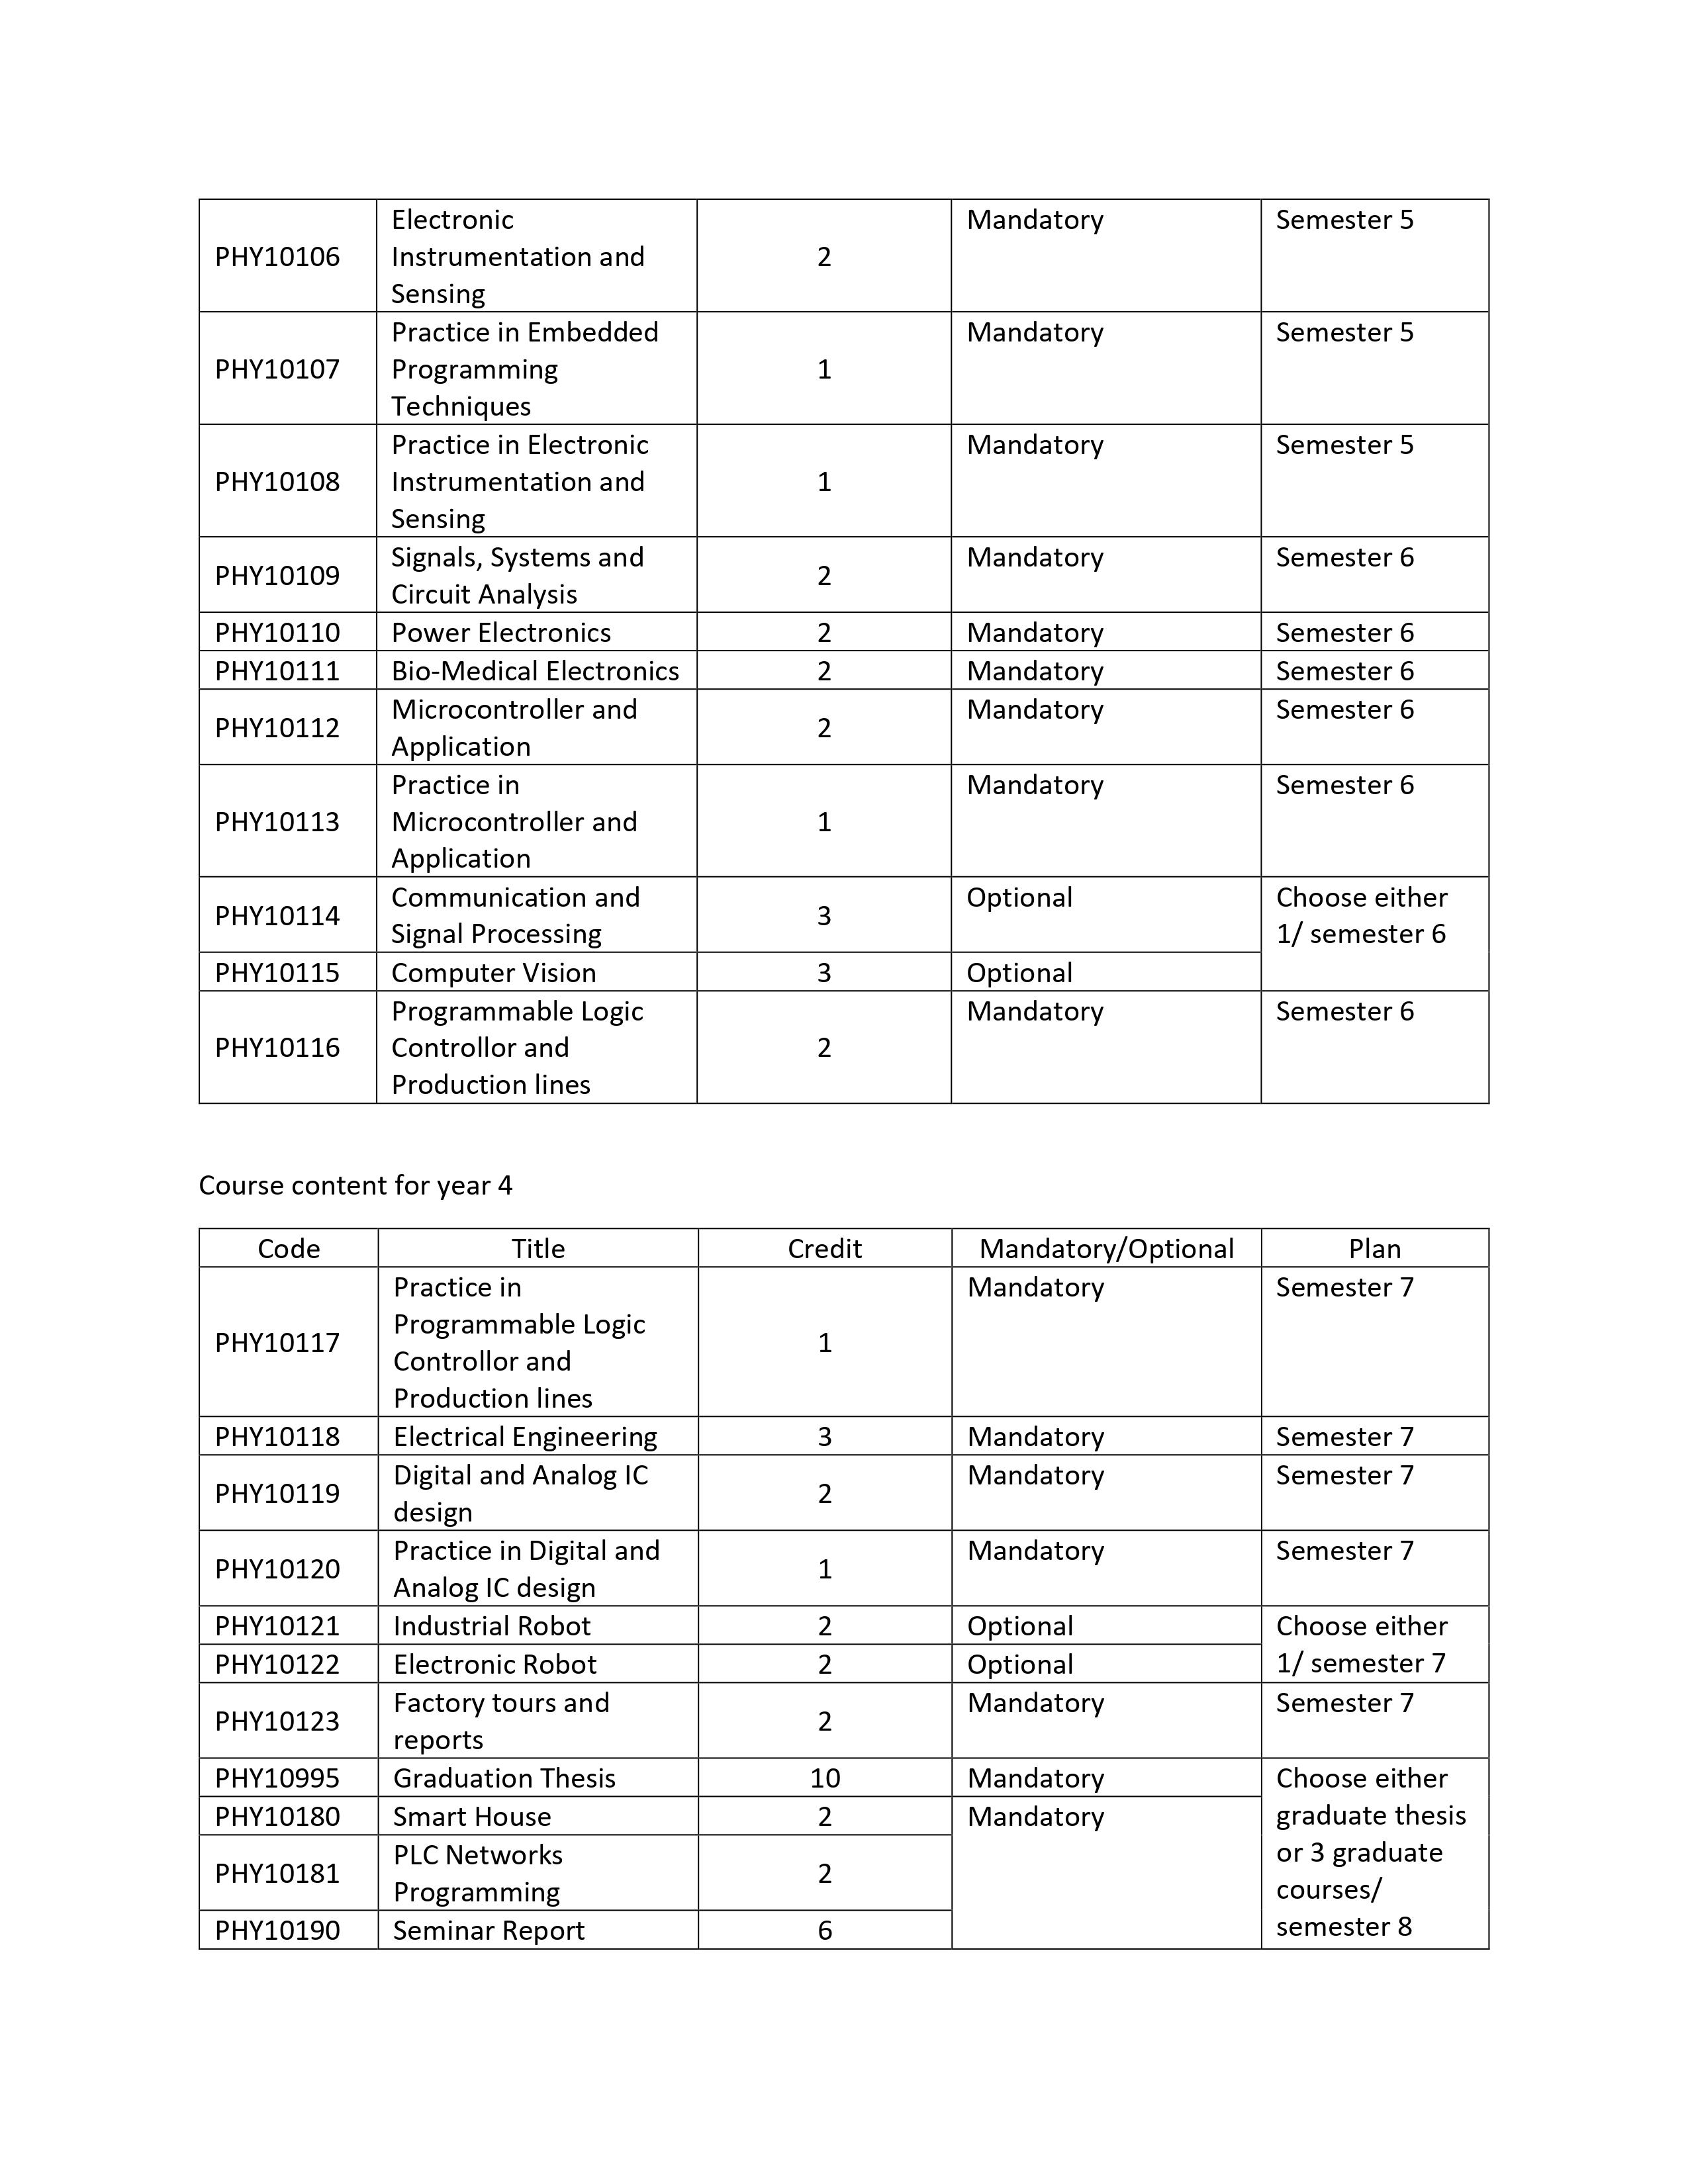 PHY10106 Electronic Instrumentation and Sensing 2 Mandatory Semester 5
PHY10107 Practice in Embedded Programming Techniques 1 Mandatory Semester 5
PHY10108 Practice in Electronic Instrumentation and Sensing 1 Mandatory Semester 5
PHY10109 Signals, Systems and Circuit Analysis 2 Mandatory Semester 6
PHY10110 Power Electronics 2 Mandatory Semester 6
PHY10111 Bio-Medical Electronics 2 Mandatory Semester 6
PHY10112 Microcontroller and Application 2 Mandatory Semester 6
PHY10113 Practice in Microcontroller and Application 1 Mandatory Semester 6
PHY10114 Communication and Signal Processing 3 Optional Choose either 1/ semester 6
PHY10115 Computer Vision 3 Optional
PHY10116 Programmable Logic Controllor and Production lines 2 Mandatory Semester 6
Course content for year 4
Code Title Credit Mandatory/Optional Plan
PHY10117 Practice in Programmable Logic Controllor and Production lines 1 Mandatory Semester 7
PHY10118 Electrical Engineering 3 Mandatory Semester 7
PHY10119 Digital and Analog IC design 2 Mandatory Semester 7
PHY10120 Practice in Digital and Analog IC design 1 Mandatory Semester 7
PHY10121 Industrial Robot 2 Optional Choose either 1/ semester 7
PHY10122 Electronic Robot 2 Optional
PHY10123 Factory tours and reports 2 Mandatory Semester 7
PHY10995 Graduation Thesis 10 Mandatory Choose either graduate thesis or 3 graduate courses/ semester 8
PHY10180 Smart House 2 Mandatory
PHY10181 PLC Networks Programming 2
PHY10190 Seminar Report 6